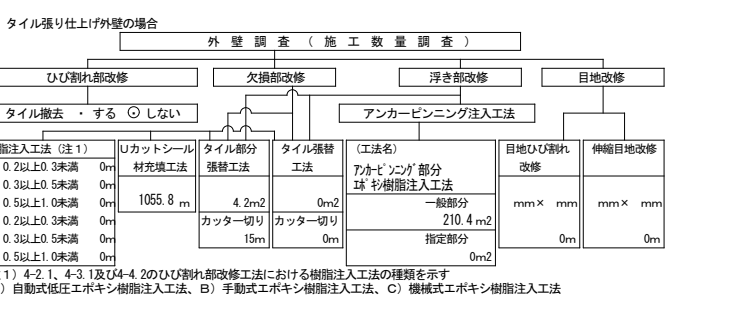 タイル張り仕上げ外壁の場合
外 壁 調 査 （ 施 工 数 量 調 査 ）
ひび割れ部改修
欠損部改修
浮き部改修
目地改修
タイル撤去 ・ する ⊙ しない
アンカーピンニング注入工法
脂注入工法（注１）
0.2以上0.3未満 0m
0.3以上0.5未満 0m
0.5以上1.0未満 0m
0.2以上0.3未満 0m
0.3以上0.5未満 0m
0.5以上1.0未満 0m
Uカットシール
材充填工法
1055.8 m
タイル部分
張替工法
4.2m2
カッター切り
15m
タイル張替
工法
0m2
カッター切り
0m
（工法名）
ｱﾝｶｰﾋﾟﾝﾆﾝｸﾞ部分
ｴﾎﾟｷｼ樹脂注入工法
一般部分
210.4 m2
指定部分
0m2
目地ひび割れ
改修
mm× mm
0m
伸縮目地改修
mm× mm
0m
１）4-2.1、4-3.1及び4-4.2のひび割れ部改修工法における樹脂注入工法の種類を示す
）自動式低圧エポキシ樹脂注入工法、Ｂ）手動式エポキシ樹脂注入工法、Ｃ）機械式エポキシ樹脂注入工法